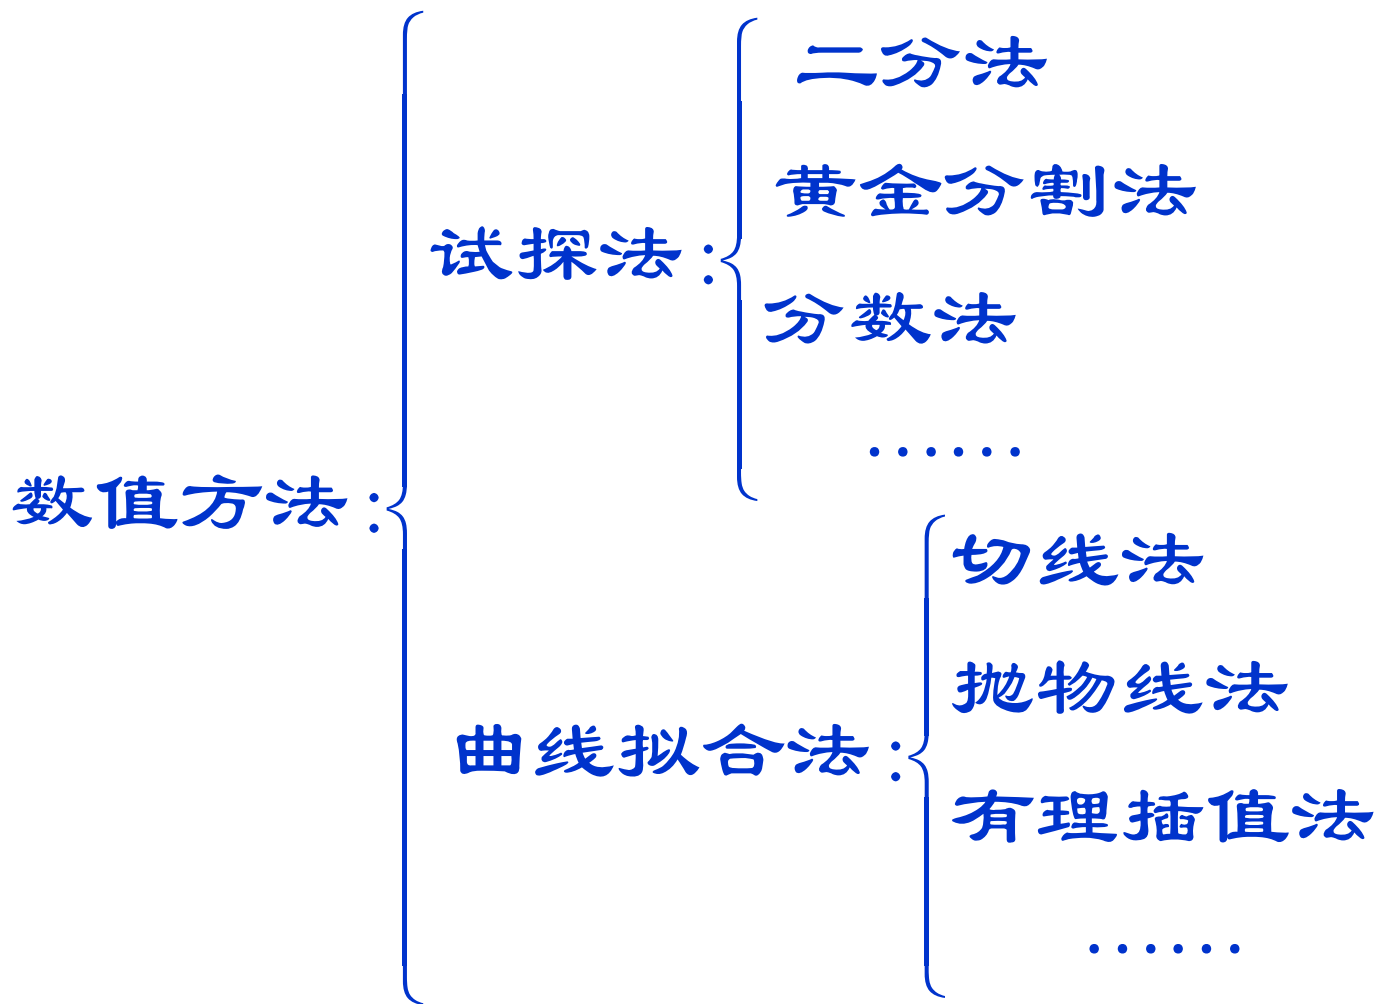 二分法
黄金分割法
试探法：
分数法
……
数值方法：
切线法
抛物线法
曲线拟合法：
有理插值法
……